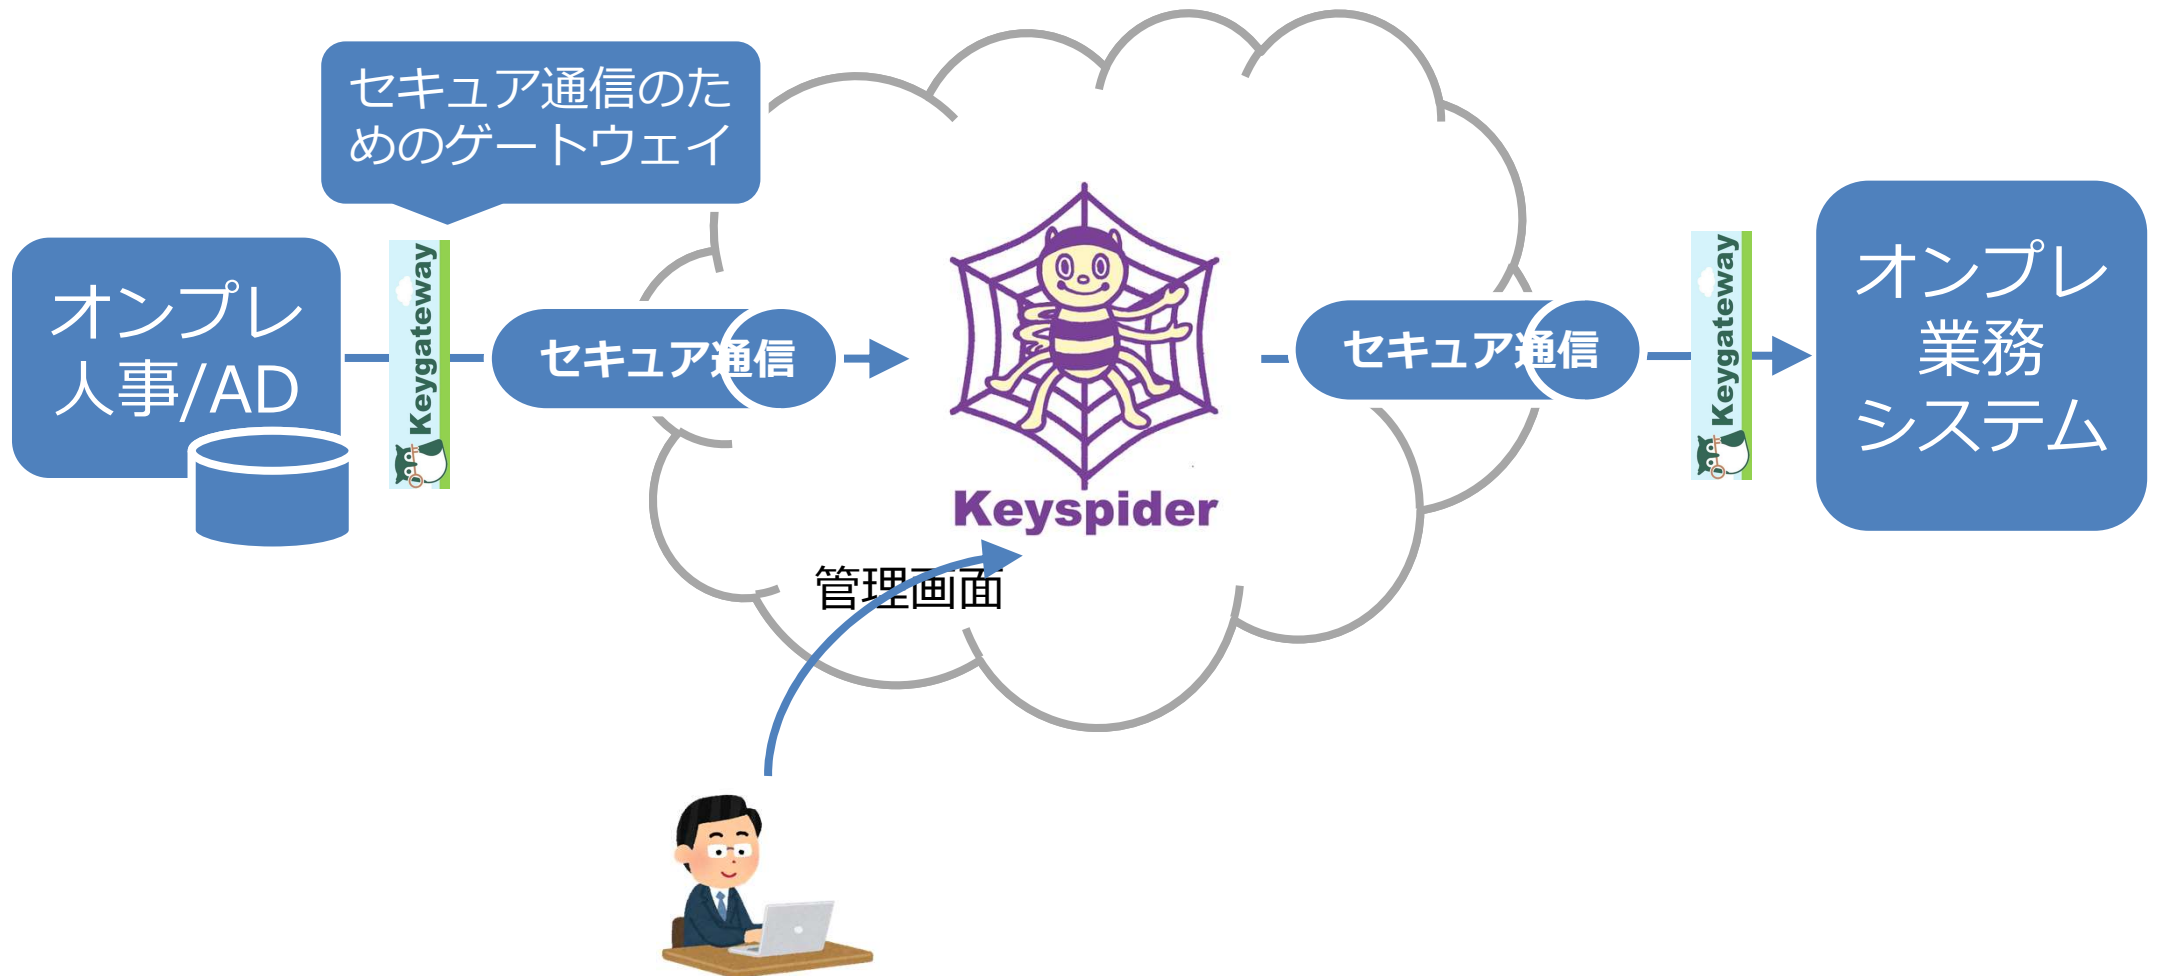 セキュア通信のた
めのゲートウェイ
オンプレ
人事/AD
Keygateway
セキュア通信
Keyspider
管理画面
セキュア通信
Keygateway
オンプレ
業務
システム